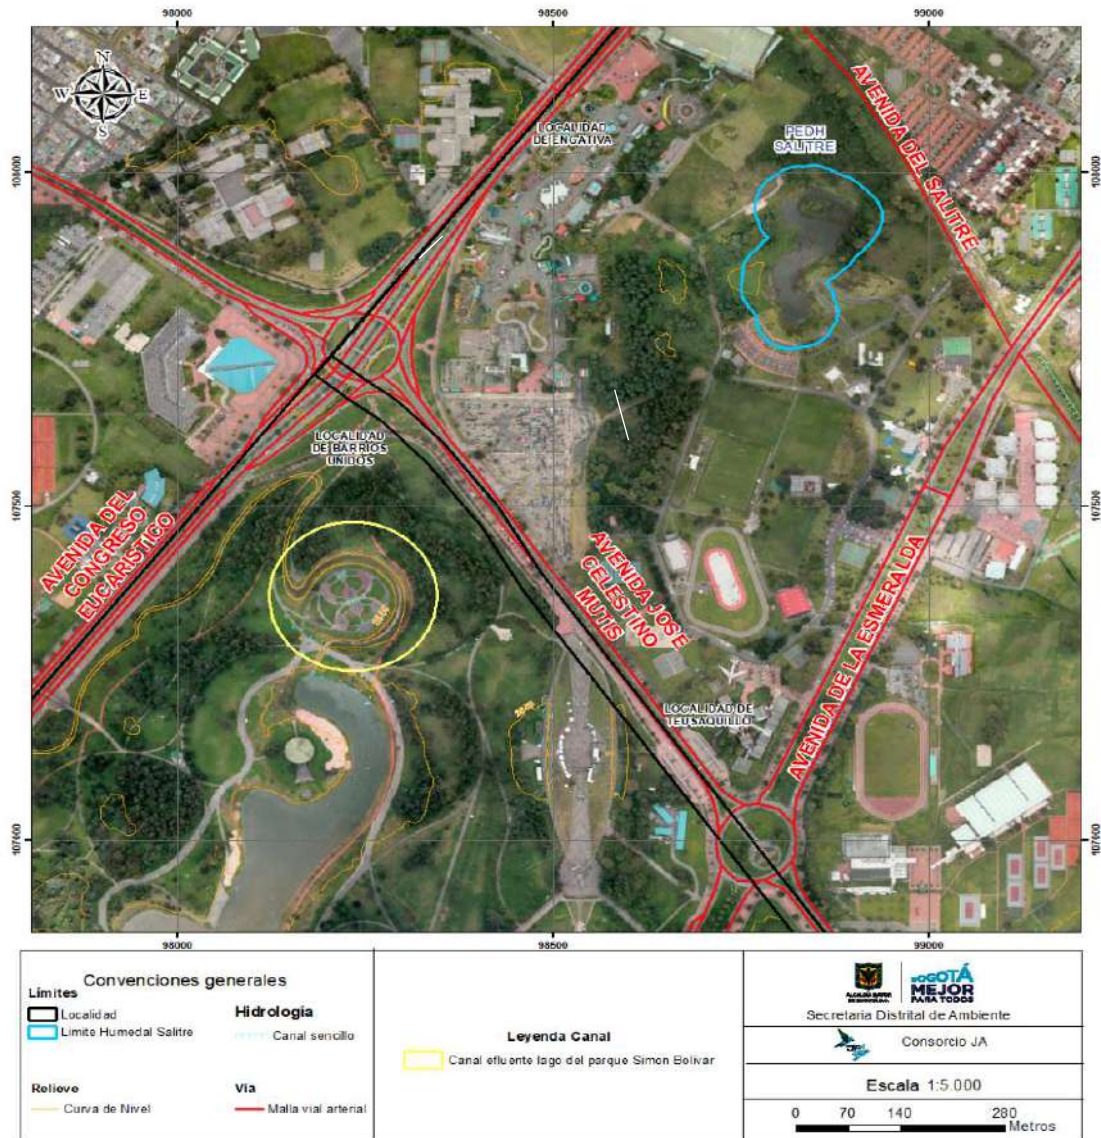 98000
98500
99000
N
W
E
S
LOCALIDAD
DE ENGATIVA
PEDH
SALITRE
AVENIDA DEL SALITRE
108000
108000
LOCALIDAD
DE BARRIOS
UNIDOS
107500
107500
AVENIDA DEL
CONGRESO
EUCARÍSTICO
AVENIDA JOSE
CELESTINO
MUTIS
AVENIDA DE LA ESMERALDA
LOCALIDAD DE
TEUSAQUILLO
107000
107000
98000
98500
99000
Convenciones generales
Límites
Localidad
Limite Humedal Salitre
Hidrología
Canal sencillo
Relieve
Curva de Nivel
Vía
Malla vial arterial
Leyenda Canal
Canal efluente lago del parque Simon Bolivar
BOGOTÁ
MEJOR
PARA TODOS
Secretaria Distrital de Ambiente
Consorcio JA
Escala 1:5.000
0 70 140 280
Metros